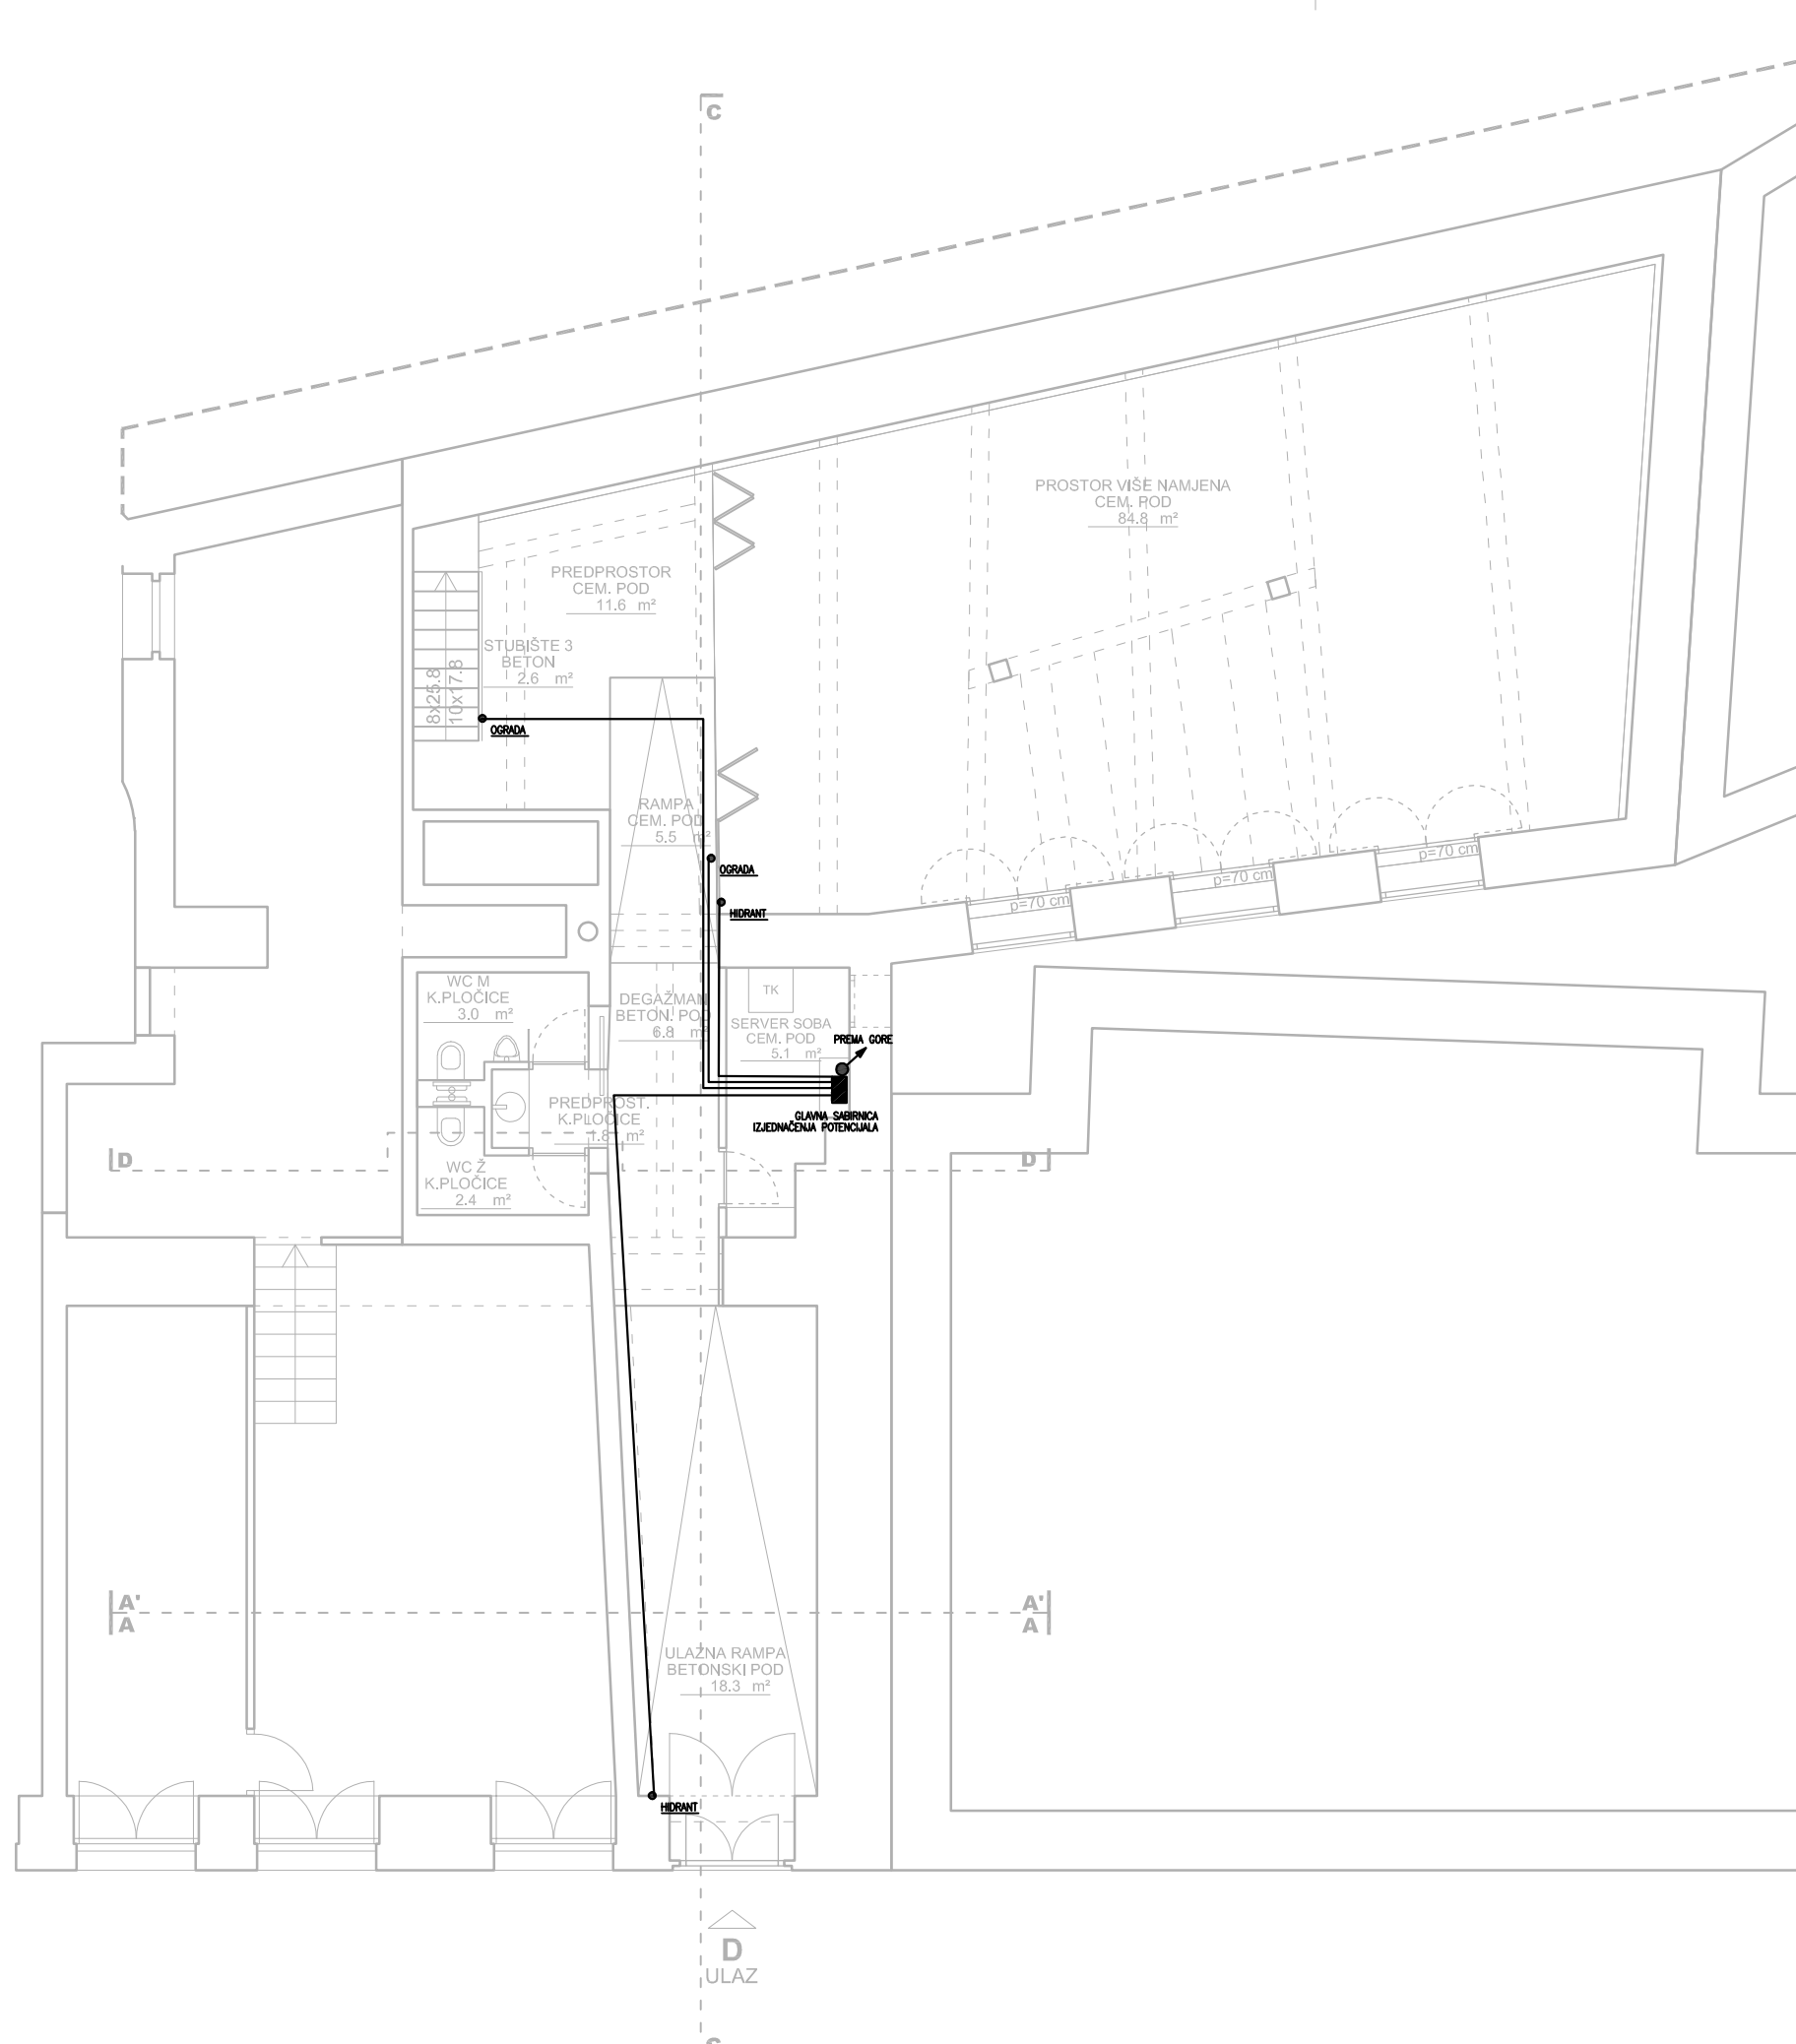 C
PROSTOR VIŠE NAMJENA
CEM. POD
84.8 m²
PREDPROSTOR
CEM. POD
11.6 m²
STUBIŠTE 3
BETON
2.6 m²
8x25.8
10x17.8
OGRADA
RAMPA
CEM. POD
5.5 m²
OGRADA
HIDRANT
p=70 cm
p=70 cm
p=70 cm
WC M
K.PLOČICE
3.0 m²
DEGAŽMAN
BETON. POD
6.8 m²
TK
SERVER SOBA
CEM. POD
5.1 m²
PREMA GORE
GLAVNA SABIRNICA
IZJEDNAČENJA POTENCIJALA
PREDPROST.
K.PLOČICE
1.8 m²
D
D
WC Ž
K.PLOČICE
2.4 m²
A'
A
A'
A
ULAZNA RAMPA
BETONSKI POD
18.3 m²
HIDRANT
D
ULAZ
C